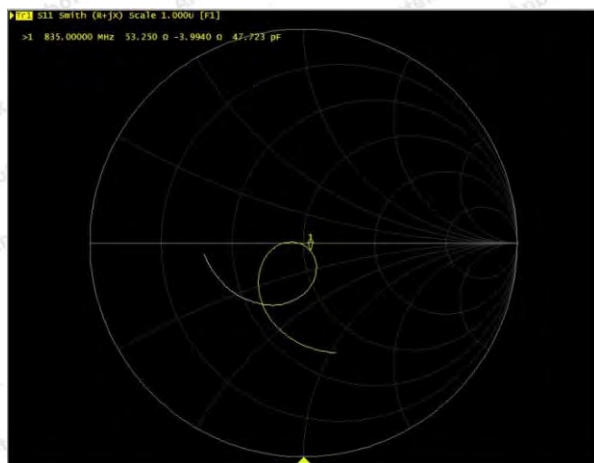 Tr1 S11 Smith (R+jX) Scale 1.000U [F1]
>1 835.00000 MHz 53.250 Ω -3.9940 Ω 47.723 pF
1